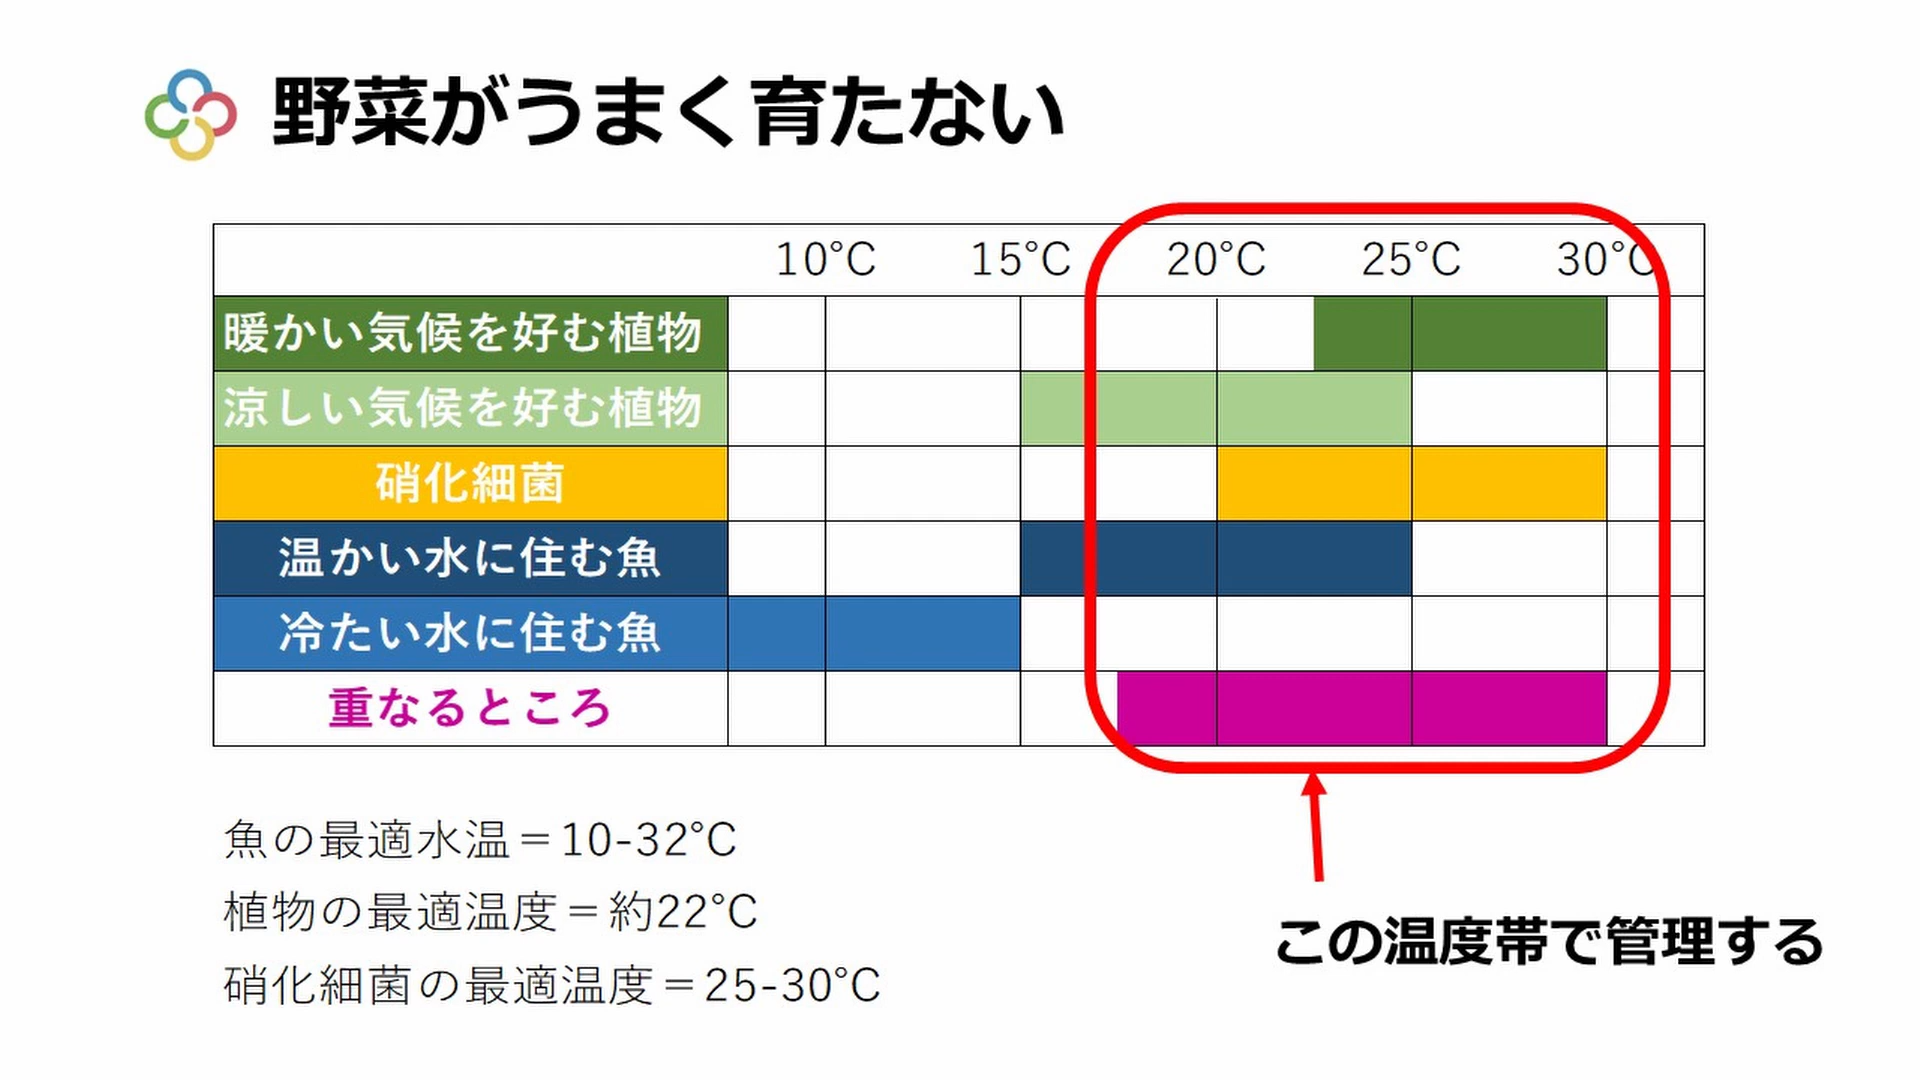 野菜がうまく育たない
10°C 15°C 20°C 25°C 30°C
暖かい気候を好む植物
涼しい気候を好む植物
硝化細菌
温かい水に住む魚
冷たい水に住む魚
重なるところ
魚の最適水温＝10-32°C
植物の最適温度＝約22°C
硝化細菌の最適温度＝25-30°C
この温度帯で管理する